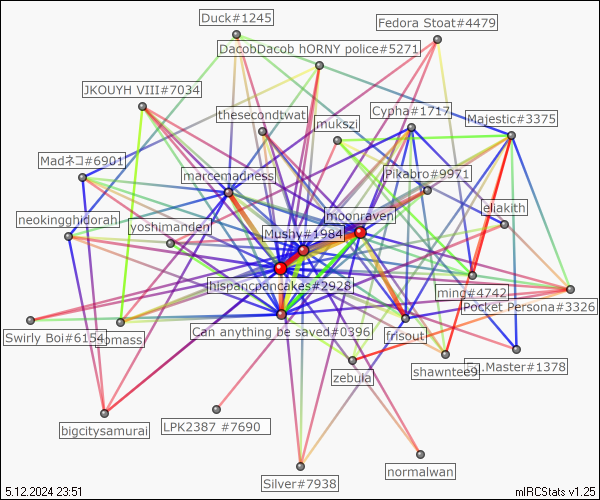 Duck#1245
Fedora Stoat#4479
DacobDacob hORNY police#5271
JKOUYH VIII#7034
thesecondtwat
mukszi
Cypha#1717
Majestic#3375
Madネコ#6901
marcemadness
Pikabro#9971
neokingghidorah
yoshimanden
moonraven
eliakith
Mushy#1984
hispancpancakes#2928
ming#4742
Pocket Persona#3326
Swirly Boi#6154
Can anything be saved#0396
frisout
zebula
shawntee9
.Master#1378
bigcitysamurai
LPK2387 #7690
Silver#7938
normalwan
5.12.2024 23:51
mIRCStats v1.25